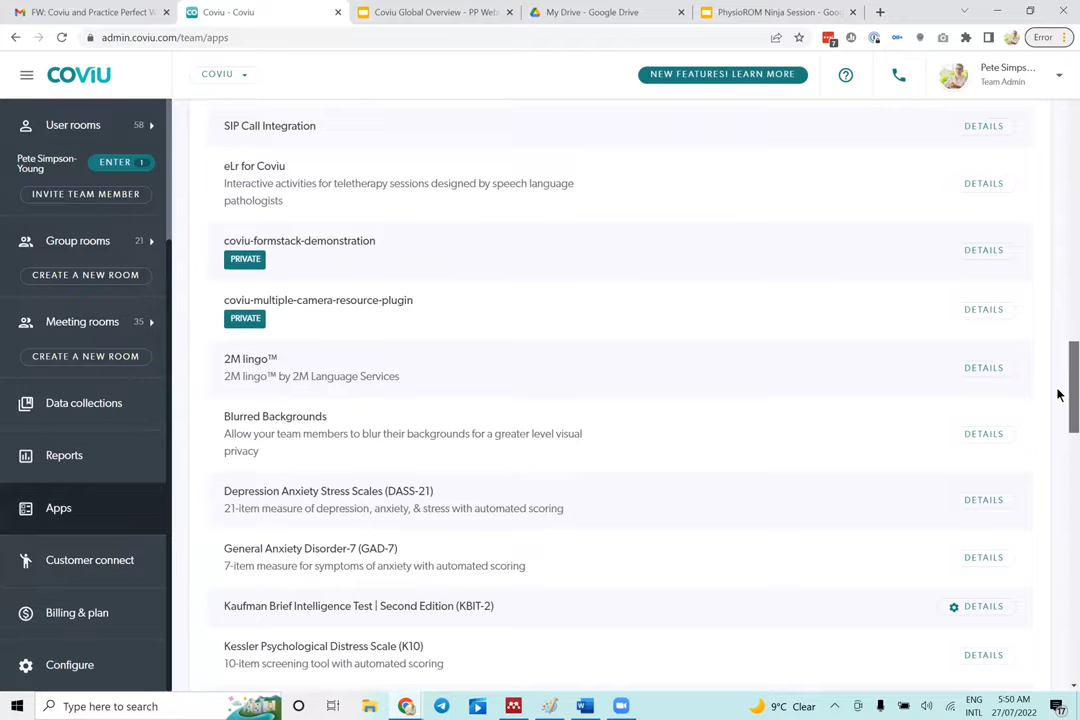 FW: Coviu and Practice Perfect W
Coviu - Coviu
Coviu Global Overview - PP Web
My Drive - Google Drive
PhysioROM Ninja Session - Goo
admin.coviu.com/team/apps
7
Error
COVIU
COVIU
NEW FEATURES! LEARN MORE
Pete Simps...
Team Admin
User rooms 58
Pete Simpson-
Young
ENTER 1
INVITE TEAM MEMBER
Group rooms 21
CREATE A NEW ROOM
Meeting rooms 35
CREATE A NEW ROOM
Data collections
Reports
Apps
Customer connect
Billing & plan
Configure
SIP Call Integration
DETAILS
eLr for Coviu
Interactive activities for teletherapy sessions designed by speech language
pathologists
DETAILS
coviu-formstack-demonstration
PRIVATE
DETAILS
coviu-multiple-camera-resource-plugin
PRIVATE
DETAILS
2M lingo™
2M lingo™ by 2M Language Services
DETAILS
Blurred Backgrounds
Allow your team members to blur their backgrounds for a greater level visual
privacy
DETAILS
Depression Anxiety Stress Scales (DASS-21)
21-item measure of depression, anxiety, & stress with automated scoring
DETAILS
General Anxiety Disorder-7 (GAD-7)
7-item measure for symptoms of anxiety with automated scoring
DETAILS
Kaufman Brief Intelligence Test | Second Edition (KBIT-2)
DETAILS
Kessler Psychological Distress Scale (K10)
10-item screening tool with automated scoring
DETAILS
Type here to search
9°C Clear
ENG
INTL
5:50 AM
27/07/2022
17